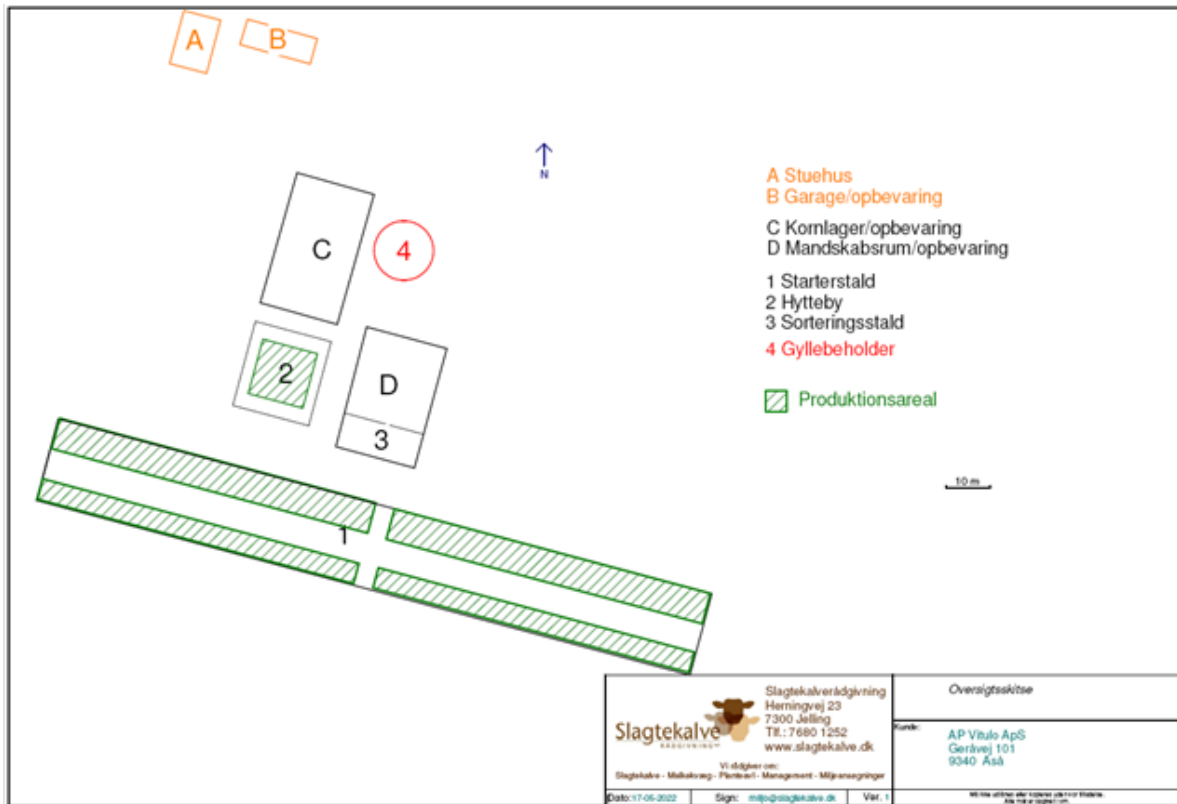 A
B
N
A Stuehus
B Garage/opbevaring
C Kornlager/opbevaring
D Mandskabsrum/opbevaring
1 Starterstald
2 Hytteby
3 Sorteringsstald
4 Gyllebeholder
Produktionsareal
C
4
2
D
3
10 m
1
Slagtekalve
RÅDGIVNING
Slagtekalverådgivning
Herningvej 23
7300 Jelling
Tlf.: 7680 1252
www.slagtekalve.dk
Vi rådgiver om:
Slagtekalve - Malkekvæg - Planteavl - Management - Miljøansøgninger
Dato: 17-05-2022
Sign: miljo@slagtekalve.dk
Ver. 1
Oversigtsskitse
Kunde:
AP Vitulo ApS
Geråvej 101
9340 Aså